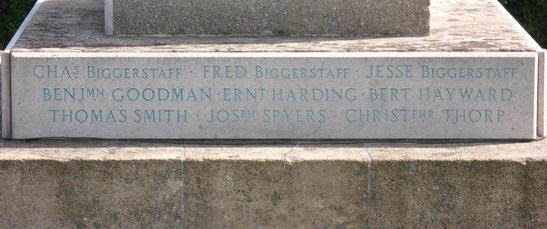 CHAS BIGGERSTAFF · FRED BIGGERSTAFF · JESSE BIGGERSTAFF
BENJMN GOODMAN · ERNT HARDING · BERT HAYWARD
THOMAS SMITH · JOSPH SPYERS · CHRISTPHR THORP